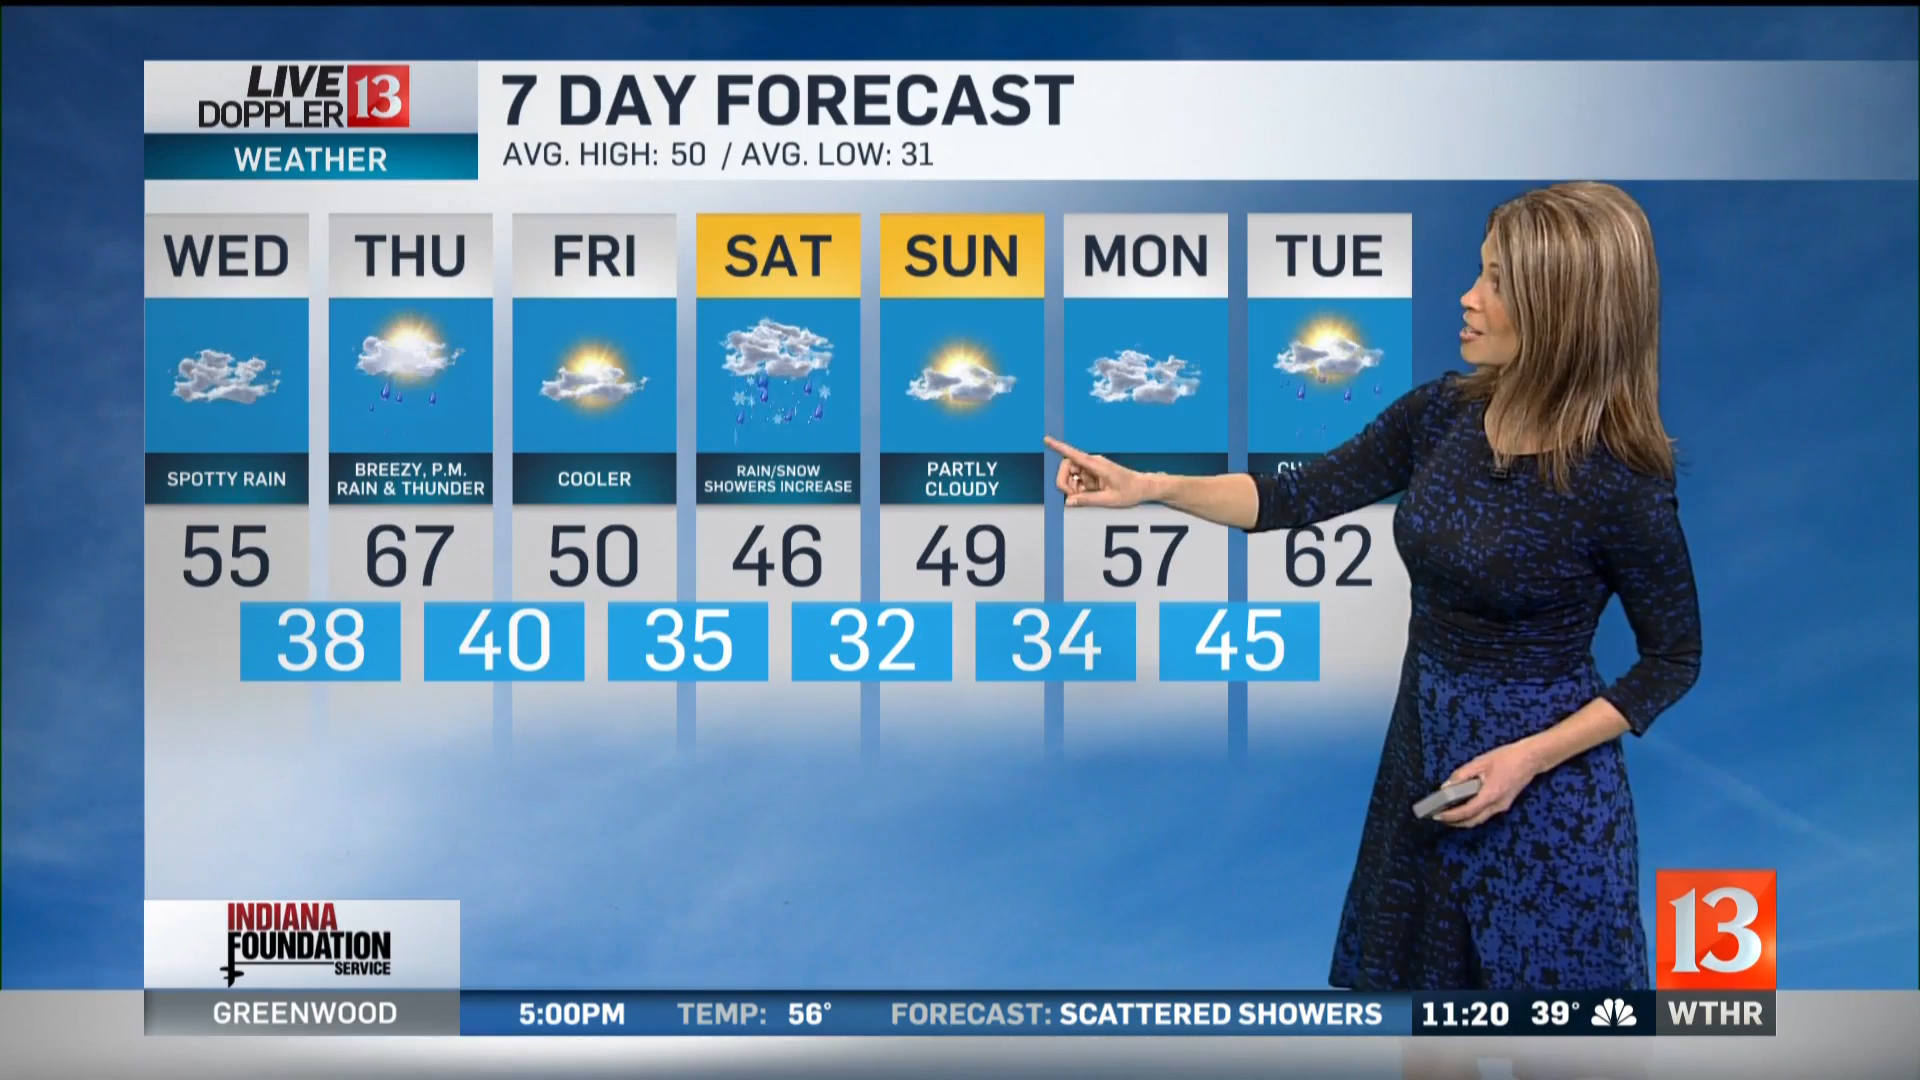 LIVE
DOPPLER 13
WEATHER
7 DAY FORECAST
AVG. HIGH: 50 / AVG. LOW: 31
WED THU FRI SAT SUN MON TUE
SPOTTY RAIN
BREEZY, P.M.
RAIN & THUNDER
COOLER
RAIN/SNOW
SHOWERS INCREASE
PARTLY
CLOUDY
55 67 50 46 49 57 62
38 40 35 32 34 45
INDIANA
FOUNDATION
SERVICE
13
GREENWOOD 5:00PM TEMP: 56° FORECAST: SCATTERED SHOWERS 11:20 39° WTHR